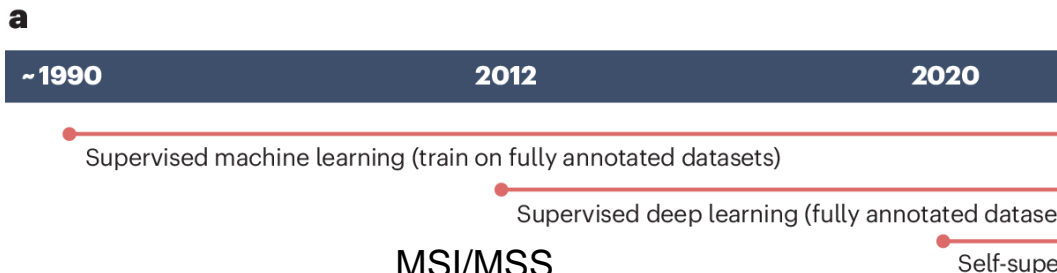 a
~1990 2012 2020
Supervised machine learning (train on fully annotated datasets)
Supervised deep learning (fully annotated datase
MSI/MSS
Self-supe